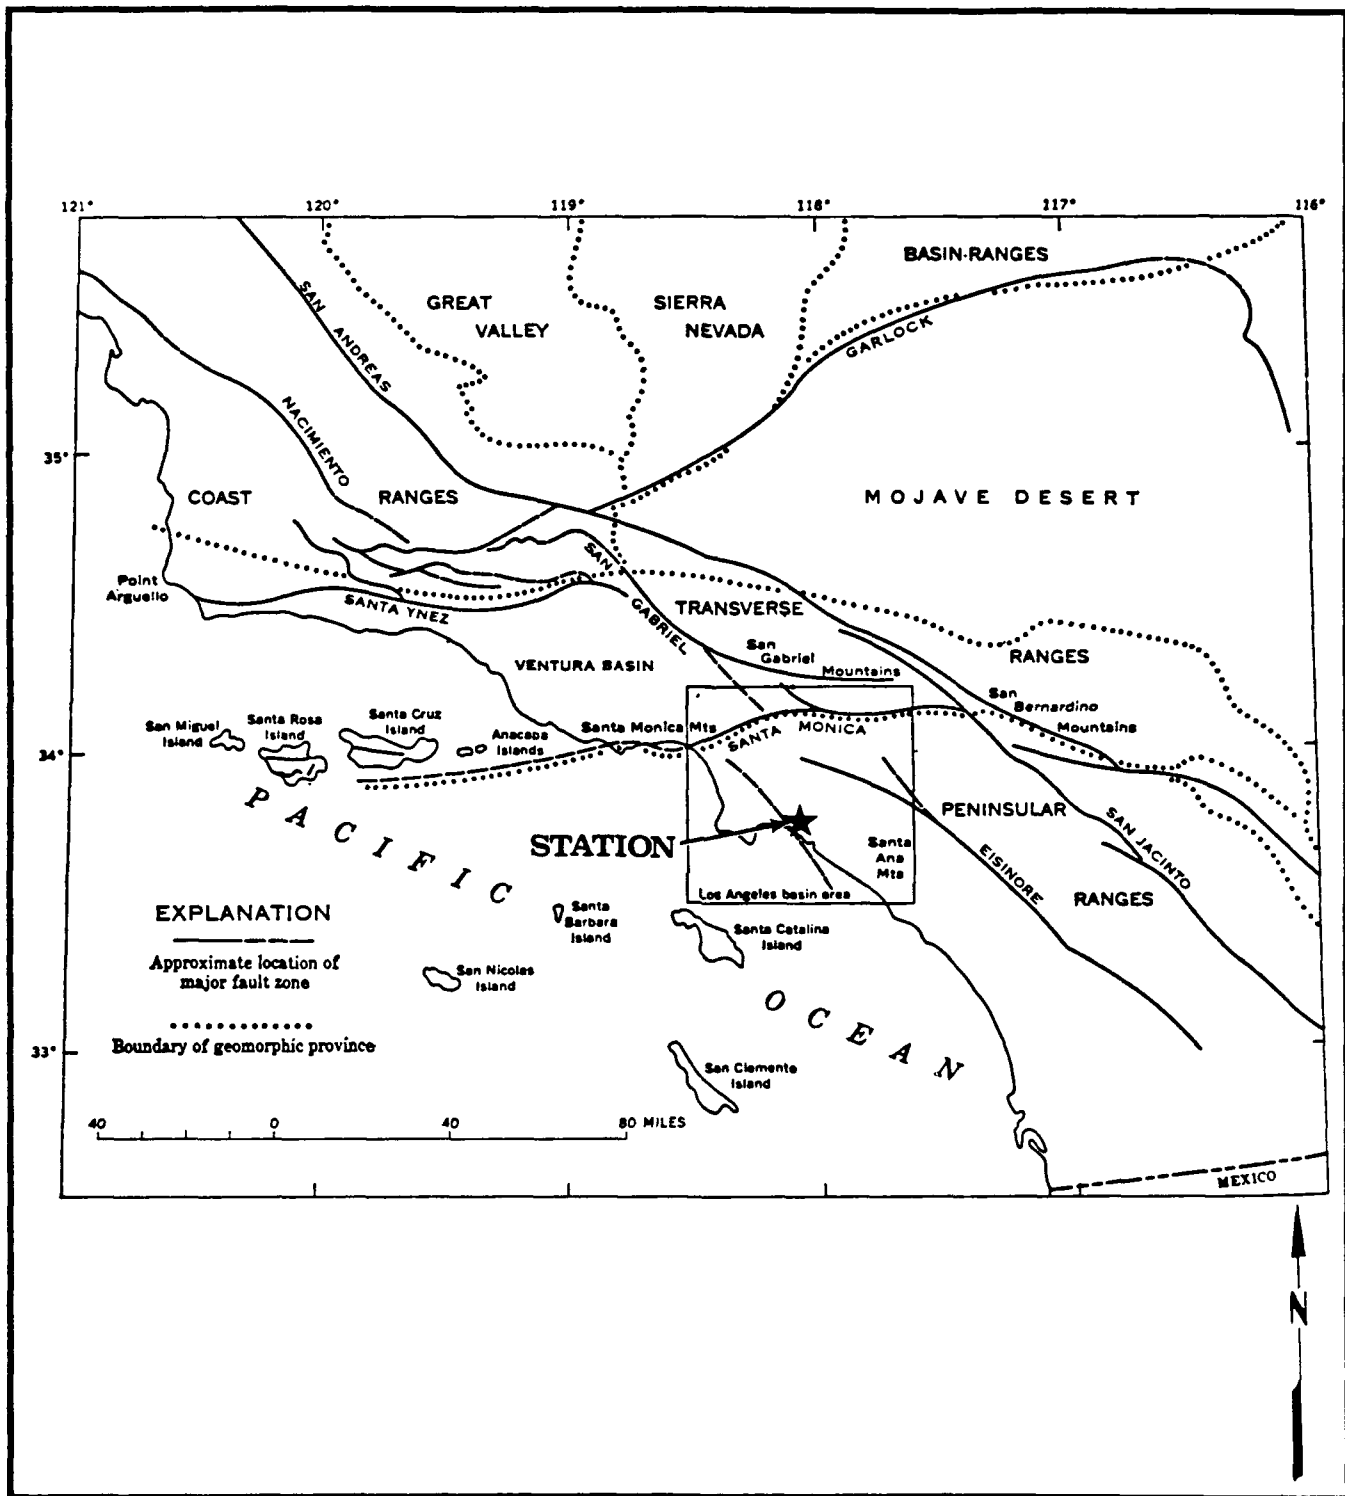 121°
120°
119°
118°
117°
116°
BASIN-RANGES
GREAT
VALLEY
SIERRA
NEVADA
SAN ANDREAS
GARLOCK
NACIMIENTO
35°
COAST
RANGES
MOJAVE DESERT
SAN GABRIEL
Point
Arguello
SANTA YNEZ
TRANSVERSE
RANGES
VENTURA BASIN
San
Gabriel
Mountains
San
Bernardino
Mountains
San Miguel
Island
Santa Rosa
Island
Santa Cruz
Island
Anacapa
Islands
Santa Monica Mts
SANTA MONICA
34°
PACIFIC
PENINSULAR
RANGES
SAN JACINTO
STATION
Santa
Ana
Mts
EISINORE
Los Angeles basin area
EXPLANATION
Approximate location of
major fault zone
Boundary of geomorphic province
Santa
Barbara
Island
Santa Catalina
Island
San Nicolas
Island
OCEAN
33°
San Clemente
Island
40 0 40 80 MILES
MEXICO
N